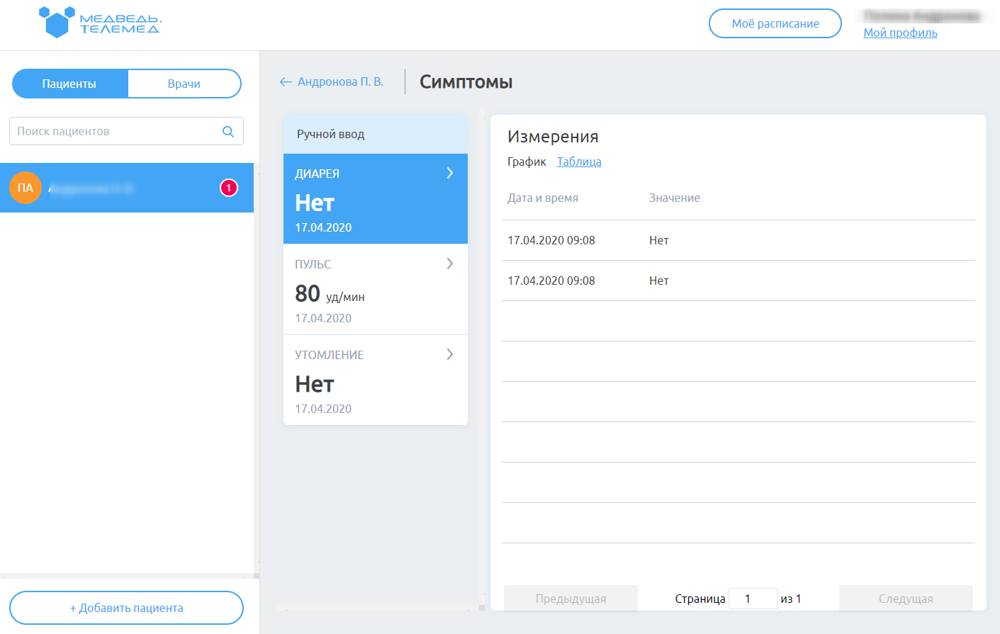 МЕДВЕДЬ.
ТЕЛЕМЕД
Моё расписание
Мой профиль
Пациенты
Врачи
Поиск пациентов
ПА
1
+ Добавить пациента
Андронова П. В.
Симптомы
Ручной ввод
ДИАРЕЯ
Нет
17.04.2020
ПУЛЬС
80 уд/мин
17.04.2020
УТОМЛЕНИЕ
Нет
17.04.2020
Измерения
График Таблица
Дата и время Значение
17.04.2020 09:08 Нет
17.04.2020 09:08 Нет
Предыдущая
Страница 1 из 1
Следущая